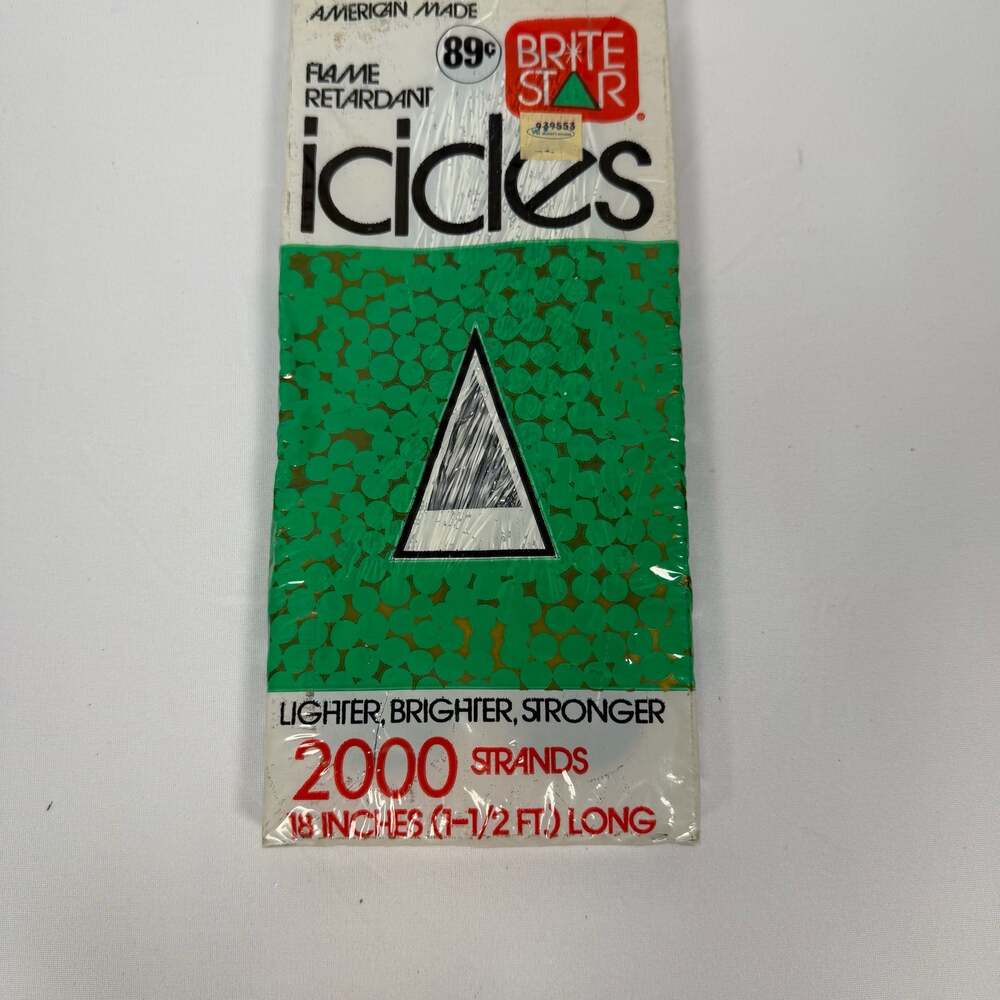 AMERICAN MADE
89¢
BRITE
STAR
®
FLAME
RETARDANT
939553
icicles
LIGHTER, BRIGHTER, STRONGER
2000 STRANDS
18 INCHES (1-1/2 FT.) LONG